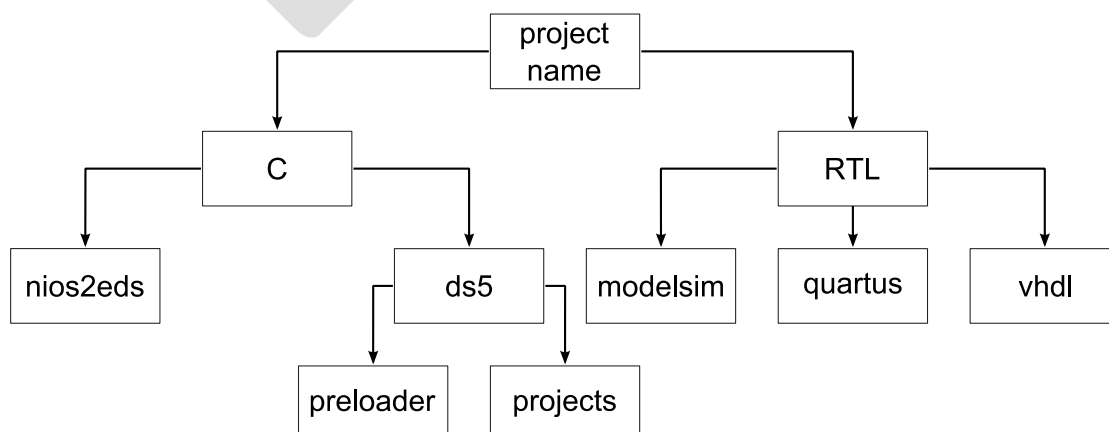 project
name
C
RTL
nios2eds
ds5
modelsim
quartus
vhdl
preloader
projects